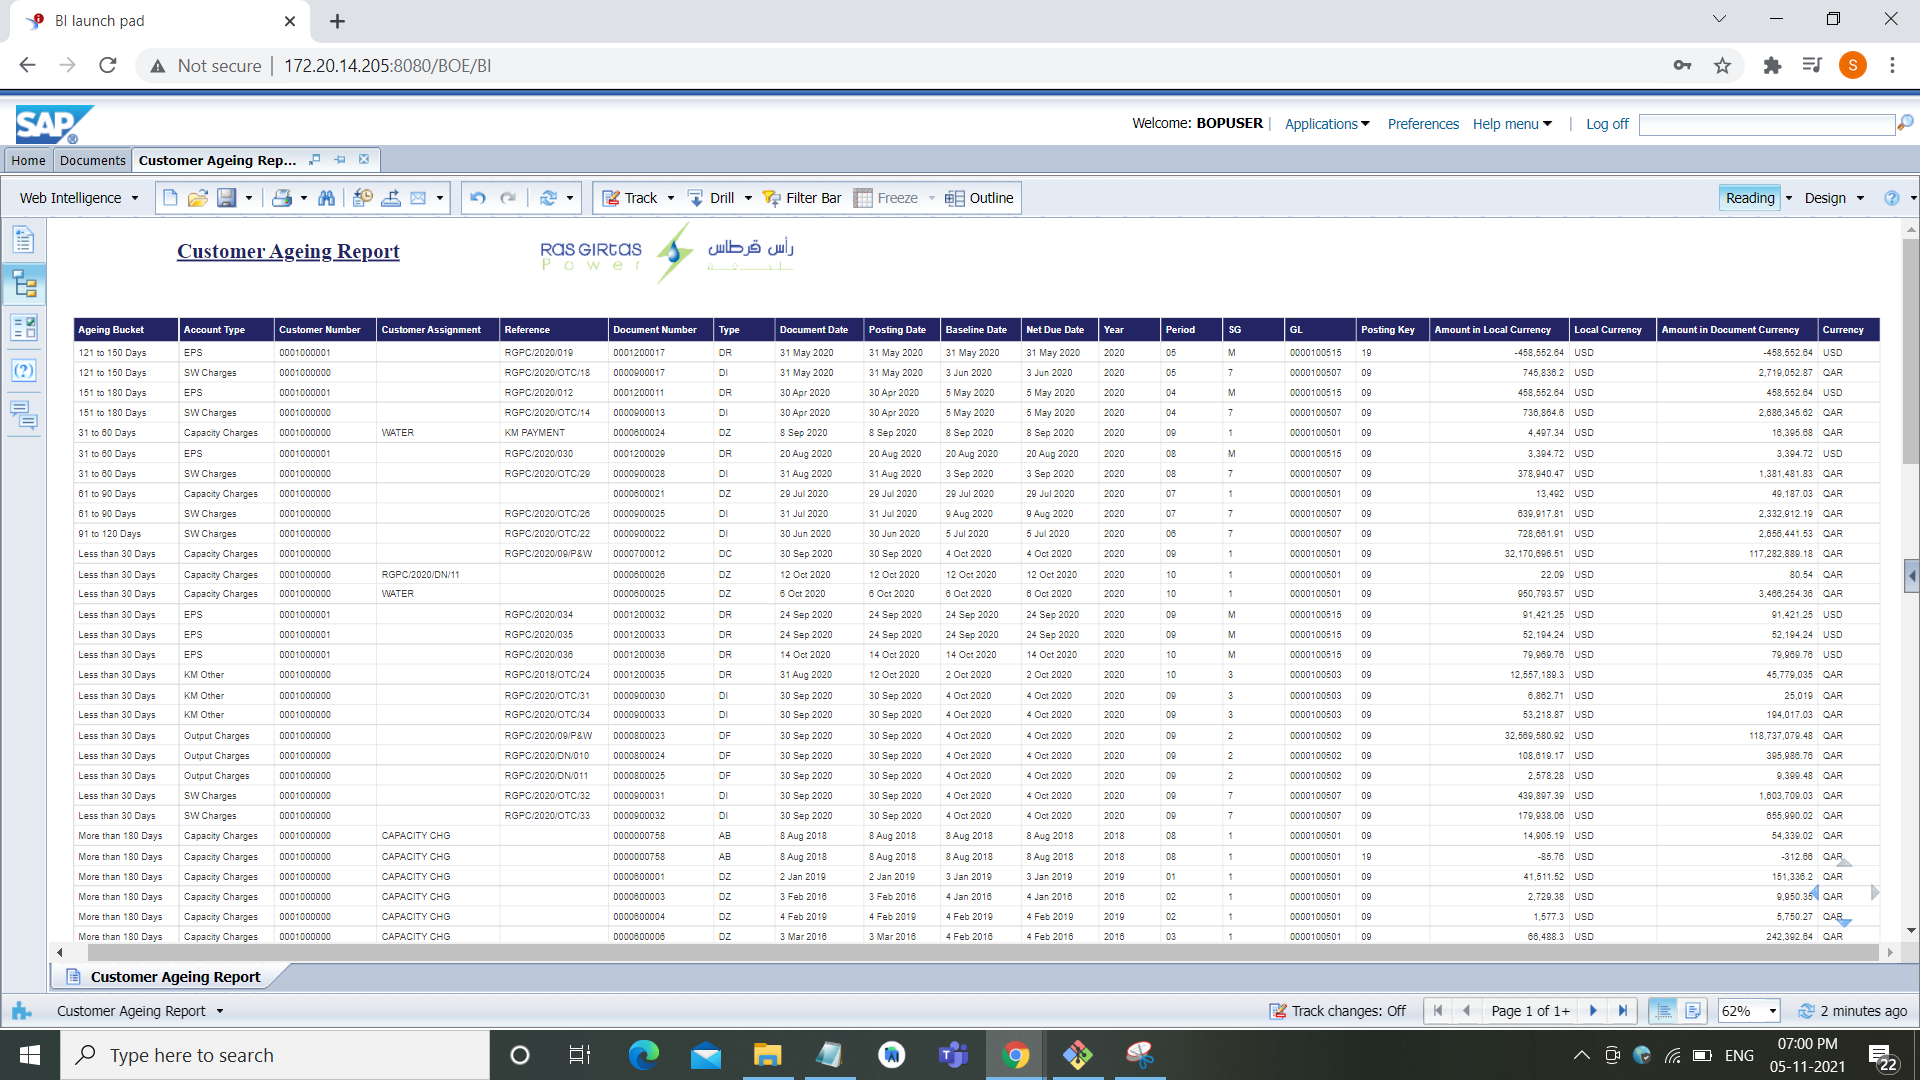 BI launch pad
Not secure | 172.20.14.205:8080/BOE/BI
SAP
Welcome: BOPUSER | Applications Preferences Help menu | Log off
Home Documents Customer Ageing Rep...
Web Intelligence Track Drill Filter Bar Freeze Outline Reading Design
Customer Ageing Report
RAS GIRTAS رأس قرطاس
Power
Ageing Bucket Account Type Customer Number Customer Assignment Reference Document Number Type Document Date Posting Date Baseline Date Net Due Date Year Period SG GL Posting Key Amount in Local Currency Local Currency Amount in Document Currency Currency
121 to 150 Days EPS 0001000001 RGPC/2020/019 0001200017 DR 31 May 2020 31 May 2020 31 May 2020 31 May 2020 2020 05 M 0000100515 19 -458,552.64 USD -458,552.64 USD
121 to 150 Days SW Charges 0001000000 RGPC/2020/OTC/18 0000900017 DI 31 May 2020 31 May 2020 3 Jun 2020 3 Jun 2020 2020 05 7 0000100507 09 745,836.2 USD 2,719,052.87 QAR
151 to 180 Days EPS 0001000001 RGPC/2020/012 0001200011 DR 30 Apr 2020 30 Apr 2020 5 May 2020 5 May 2020 2020 04 M 0000100515 09 458,552.64 USD 458,552.64 USD
151 to 180 Days SW Charges 0001000000 RGPC/2020/OTC/14 0000900013 DI 30 Apr 2020 30 Apr 2020 5 May 2020 5 May 2020 2020 04 7 0000100507 09 736,864.6 USD 2,686,345.62 QAR
31 to 60 Days Capacity Charges 0001000000 WATER KM PAYMENT 0000600024 DZ 8 Sep 2020 8 Sep 2020 8 Sep 2020 8 Sep 2020 2020 09 1 0000100501 09 4,497.34 USD 16,395.68 QAR
31 to 60 Days EPS 0001000001 RGPC/2020/030 0001200029 DR 20 Aug 2020 20 Aug 2020 20 Aug 2020 20 Aug 2020 2020 08 M 0000100515 09 3,394.72 USD 3,394.72 USD
31 to 60 Days SW Charges 0001000000 RGPC/2020/OTC/29 0000900028 DI 31 Aug 2020 31 Aug 2020 3 Sep 2020 3 Sep 2020 2020 08 7 0000100507 09 378,940.47 USD 1,381,481.83 QAR
61 to 90 Days Capacity Charges 0001000000 0000600021 DZ 29 Jul 2020 29 Jul 2020 29 Jul 2020 29 Jul 2020 2020 07 1 0000100501 09 13,492 USD 49,187.03 QAR
61 to 90 Days SW Charges 0001000000 RGPC/2020/OTC/26 0000900025 DI 31 Jul 2020 31 Jul 2020 9 Aug 2020 9 Aug 2020 2020 07 7 0000100507 09 639,917.81 USD 2,332,912.19 QAR
91 to 120 Days SW Charges 0001000000 RGPC/2020/OTC/22 0000900022 DI 30 Jun 2020 30 Jun 2020 5 Jul 2020 5 Jul 2020 2020 06 7 0000100507 09 728,661.91 USD 2,656,441.53 QAR
Less than 30 Days Capacity Charges 0001000000 RGPC/2020/09/P&W 0000700012 DC 30 Sep 2020 30 Sep 2020 4 Oct 2020 4 Oct 2020 2020 09 1 0000100501 09 32,170,696.51 USD 117,282,889.18 QAR
Less than 30 Days Capacity Charges 0001000000 RGPC/2020/DN/11 0000600026 DZ 12 Oct 2020 12 Oct 2020 12 Oct 2020 12 Oct 2020 2020 10 1 0000100501 09 22.09 USD 80.54 QAR
Less than 30 Days Capacity Charges 0001000000 WATER 0000600025 DZ 6 Oct 2020 6 Oct 2020 6 Oct 2020 6 Oct 2020 2020 10 1 0000100501 09 950,793.57 USD 3,466,254.36 QAR
Less than 30 Days EPS 0001000001 RGPC/2020/034 0001200032 DR 24 Sep 2020 24 Sep 2020 24 Sep 2020 24 Sep 2020 2020 09 M 0000100515 09 91,421.25 USD 91,421.25 USD
Less than 30 Days EPS 0001000001 RGPC/2020/035 0001200033 DR 24 Sep 2020 24 Sep 2020 24 Sep 2020 24 Sep 2020 2020 09 M 0000100515 09 52,194.24 USD 52,194.24 USD
Less than 30 Days EPS 0001000001 RGPC/2020/036 0001200036 DR 14 Oct 2020 14 Oct 2020 14 Oct 2020 14 Oct 2020 2020 10 M 0000100515 09 79,969.76 USD 79,969.76 USD
Less than 30 Days KM Other 0001000000 RGPC/2018/OTC/24 0001200035 DR 31 Aug 2020 12 Oct 2020 2 Oct 2020 2 Oct 2020 2020 10 3 0000100503 09 12,557,189.3 USD 45,779,035 QAR
Less than 30 Days KM Other 0001000000 RGPC/2020/OTC/31 0000900030 DI 30 Sep 2020 30 Sep 2020 4 Oct 2020 4 Oct 2020 2020 09 3 0000100503 09 6,862.71 USD 25,019 QAR
Less than 30 Days KM Other 0001000000 RGPC/2020/OTC/34 0000900033 DI 30 Sep 2020 30 Sep 2020 4 Oct 2020 4 Oct 2020 2020 09 3 0000100503 09 53,218.87 USD 194,017.03 QAR
Less than 30 Days Output Charges 0001000000 RGPC/2020/09/P&W 0000800023 DF 30 Sep 2020 30 Sep 2020 4 Oct 2020 4 Oct 2020 2020 09 2 0000100502 09 32,569,580.92 USD 118,737,079.48 QAR
Less than 30 Days Output Charges 0001000000 RGPC/2020/DN/010 0000800024 DF 30 Sep 2020 30 Sep 2020 4 Oct 2020 4 Oct 2020 2020 09 2 0000100502 09 108,619.17 USD 395,986.76 QAR
Less than 30 Days Output Charges 0001000000 RGPC/2020/DN/011 0000800025 DF 30 Sep 2020 30 Sep 2020 4 Oct 2020 4 Oct 2020 2020 09 2 0000100502 09 2,578.28 USD 9,399.48 QAR
Less than 30 Days SW Charges 0001000000 RGPC/2020/OTC/32 0000900031 DI 30 Sep 2020 30 Sep 2020 4 Oct 2020 4 Oct 2020 2020 09 7 0000100507 09 439,897.39 USD 1,603,709.03 QAR
Less than 30 Days SW Charges 0001000000 RGPC/2020/OTC/33 0000900032 DI 30 Sep 2020 30 Sep 2020 4 Oct 2020 4 Oct 2020 2020 09 7 0000100507 09 179,938.06 USD 655,990.02 QAR
More than 180 Days Capacity Charges 0001000000 CAPACITY CHG 0000000758 AB 8 Aug 2018 8 Aug 2018 8 Aug 2018 8 Aug 2018 2018 08 1 0000100501 09 14,905.19 USD 54,339.02 QAR
More than 180 Days Capacity Charges 0001000000 CAPACITY CHG 0000000758 AB 8 Aug 2018 8 Aug 2018 8 Aug 2018 8 Aug 2018 2018 08 1 0000100501 19 -85.76 USD -312.66 QAR
More than 180 Days Capacity Charges 0001000000 CAPACITY CHG 0000600001 DZ 2 Jan 2019 2 Jan 2019 3 Jan 2019 3 Jan 2019 2019 01 1 0000100501 09 41,511.52 USD 151,336.2 QAR
More than 180 Days Capacity Charges 0001000000 CAPACITY CHG 0000600003 DZ 3 Feb 2016 3 Feb 2016 4 Jan 2016 4 Jan 2016 2016 02 1 0000100501 09 2,729.38 USD 9,950.35 QAR
More than 180 Days Capacity Charges 0001000000 CAPACITY CHG 0000600004 DZ 4 Feb 2019 4 Feb 2019 4 Feb 2019 4 Feb 2019 2019 02 1 0000100501 09 1,577.3 USD 5,750.27 QAR
More than 180 Days Capacity Charges 0001000000 CAPACITY CHG 0000600006 DZ 3 Mar 2016 3 Mar 2016 4 Feb 2016 4 Feb 2016 2016 03 1 0000100501 09 66,488.3 USD 242,392.64 QAR
Customer Ageing Report
Customer Ageing Report Track changes: Off Page 1 of 1+ 62% 2 minutes ago
Type here to search ENG 07:00 PM
05-11-2021 22